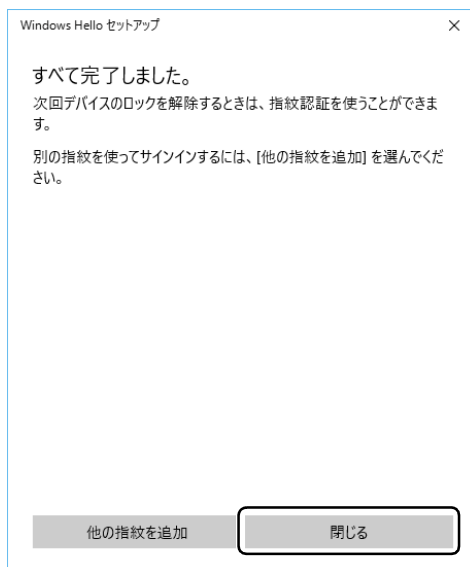 Windows Hello セットアップ
すべて完了しました。
次回デバイスのロックを解除するときは、指紋認証を使うことができま
す。
別の指紋を使ってサインインするには、[他の指紋を追加] を選んでくだ
さい。
他の指紋を追加
閉じる